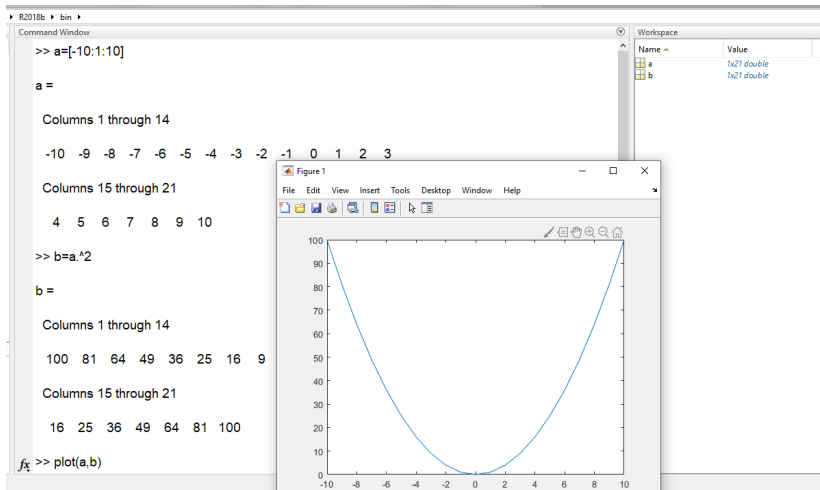 R2018b bin
Command Window
>> a=[-10:1:10]
a =
Columns 1 through 14
-10 -9 -8 -7 -6 -5 -4 -3 -2 -1 0 1 2 3
Columns 15 through 21
4 5 6 7 8 9 10
>> b=a.^2
b =
Columns 1 through 14
100 81 64 49 36 25 16 9
Columns 15 through 21
16 25 36 49 64 81 100
fx >> plot(a,b)
Figure 1
File Edit View Insert Tools Desktop Window Help
100
90
80
70
60
50
40
30
20
10
0
-10 -8 -6 -4 -2 0 2 4 6 8 10
Workspace
Name Value
a 1x21 double
b 1x21 double